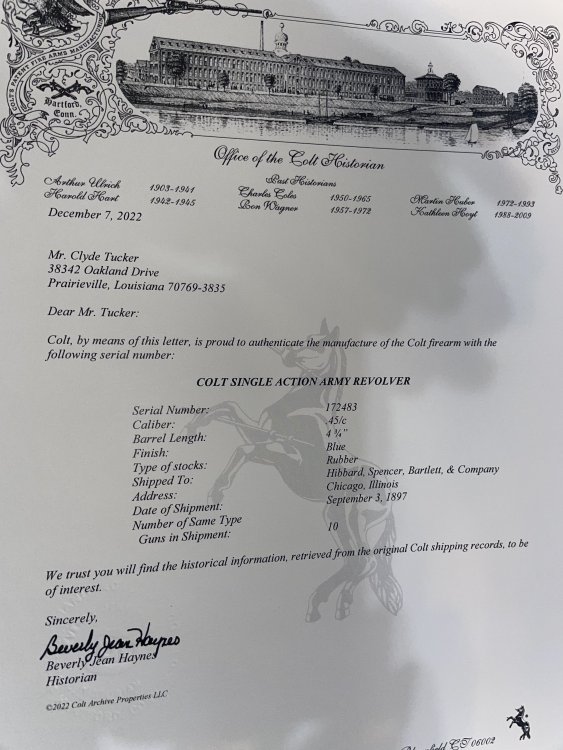 COLT'S PATENT FIRE ARMS MANUFACTURING
Hartford,
Conn.
Office of the Colt Historian
Past Historians
Arthur Ulrich 1903-1941
Harold Hart 1942-1945
Charles Coles 1950-1965
Ron Wagner 1957-1972
Martin Huber 1972-1993
Kathleen Hoyt 1988-2009
December 7, 2022
Mr. Clyde Tucker
38342 Oakland Drive
Prairieville, Louisiana 70769-3835
Dear Mr. Tucker:
Colt, by means of this letter, is proud to authenticate the manufacture of the Colt firearm with the
following serial number:
COLT SINGLE ACTION ARMY REVOLVER
Serial Number: 172483
Caliber: .45/c
Barrel Length: 4 ¾"
Finish: Blue
Type of stocks: Rubber
Shipped To: Hibbard, Spencer, Bartlett, & Company
Address: Chicago, Illinois
Date of Shipment: September 3, 1897
Number of Same Type
Guns in Shipment: 10
We trust you will find the historical information, retrieved from the original Colt shipping records, to be
of interest.
Sincerely,
Beverly Jean Haynes
Beverly Jean Haynes
Historian
©2022 Colt Archive Properties LLC
CT 06002